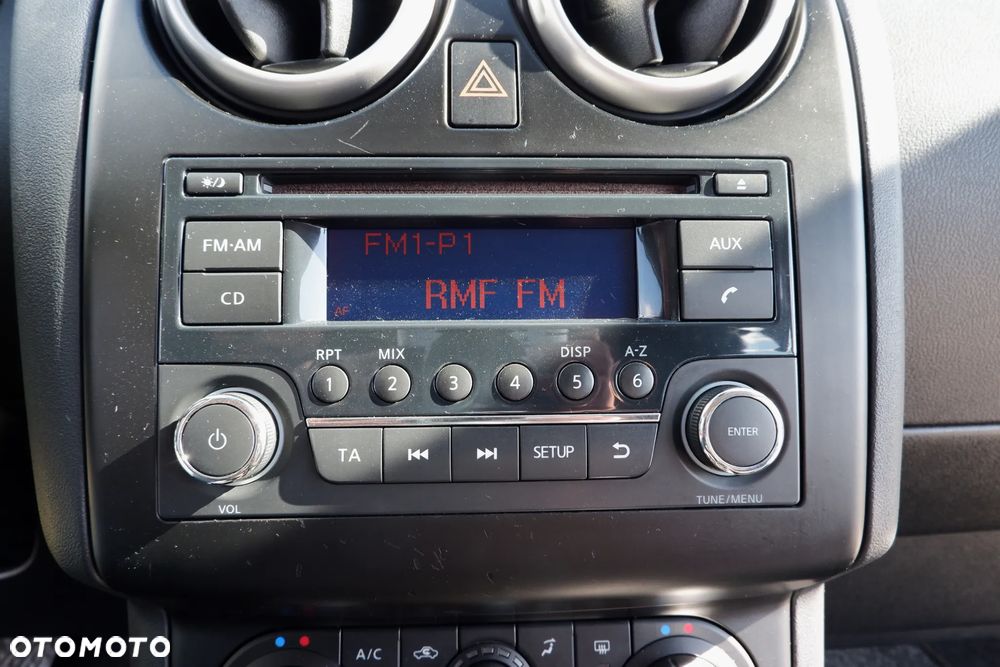 FM·AM
CD
FM1-P1
RMF FM
AF
AUX
RPT MIX DISP A-Z
1 2 3 4 5 6
TA SETUP
ENTER
VOL
TUNE/MENU
A/C
OTOMOTO